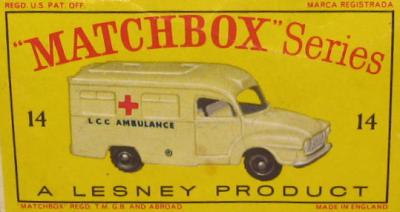 REGD. U.S. PAT. OFF. MARCA REGISTRADA
"MATCHBOX" Series
14 LCC AMBULANCE 14
A LESNEY PRODUCT
"MATCHBOX" REGD. T.M. G.B. AND ABROAD MADE IN ENGLAND